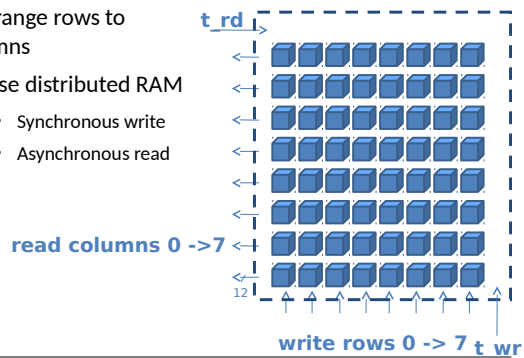 range rows to
mns
se distributed RAM
Synchronous write
Asynchronous read
t_rd
read columns 0 ->7
12
write rows 0 -> 7
t_wr